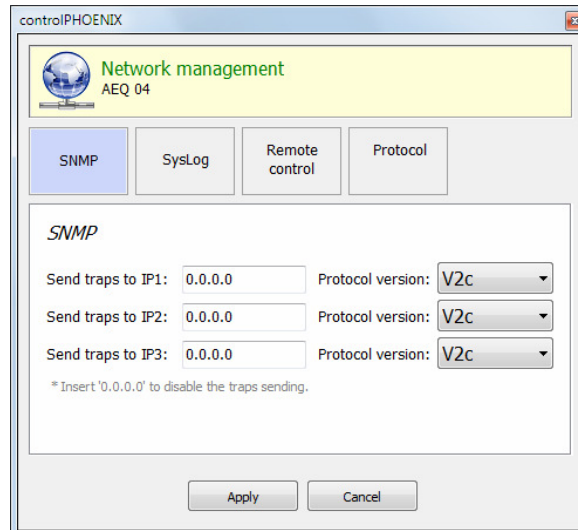 controlPHOENIX
Network management
AEQ 04
SNMP
SysLog
Remote
control
Protocol
SNMP
Send traps to IP1: 0.0.0.0 Protocol version: V2c
Send traps to IP2: 0.0.0.0 Protocol version: V2c
Send traps to IP3: 0.0.0.0 Protocol version: V2c
* Insert '0.0.0.0' to disable the traps sending.
Apply Cancel